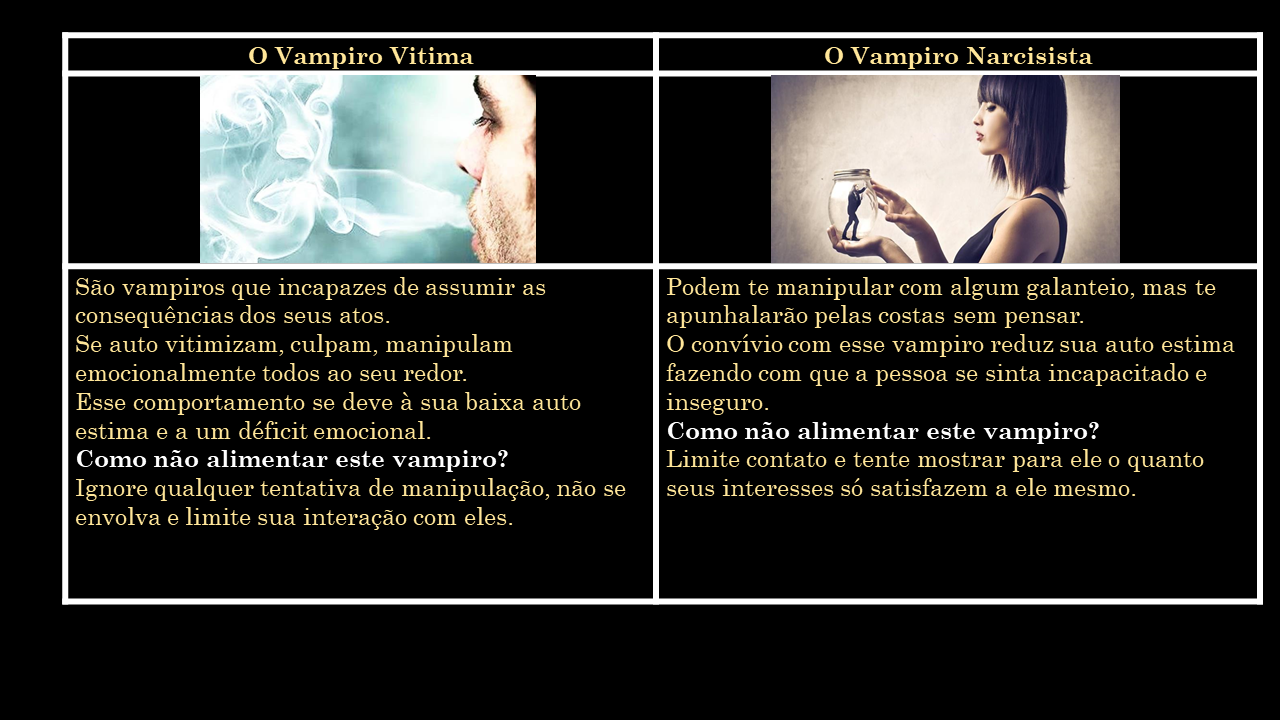 O Vampiro Vitima
O Vampiro Narcisista
São vampiros que incapazes de assumir as
consequências dos seus atos.
Se auto vitimizam, culpam, manipulam
emocionalmente todos ao seu redor.
Esse comportamento se deve à sua baixa auto
estima e a um déficit emocional.
Como não alimentar este vampiro?
Ignore qualquer tentativa de manipulação, não se
envolva e limite sua interação com eles.
Podem te manipular com algum galanteio, mas te
apunhalarão pelas costas sem pensar.
O convívio com esse vampiro reduz sua auto estima
fazendo com que a pessoa se sinta incapacitado e
inseguro.
Como não alimentar este vampiro?
Limite contato e tente mostrar para ele o quanto
seus interesses só satisfazem a ele mesmo.